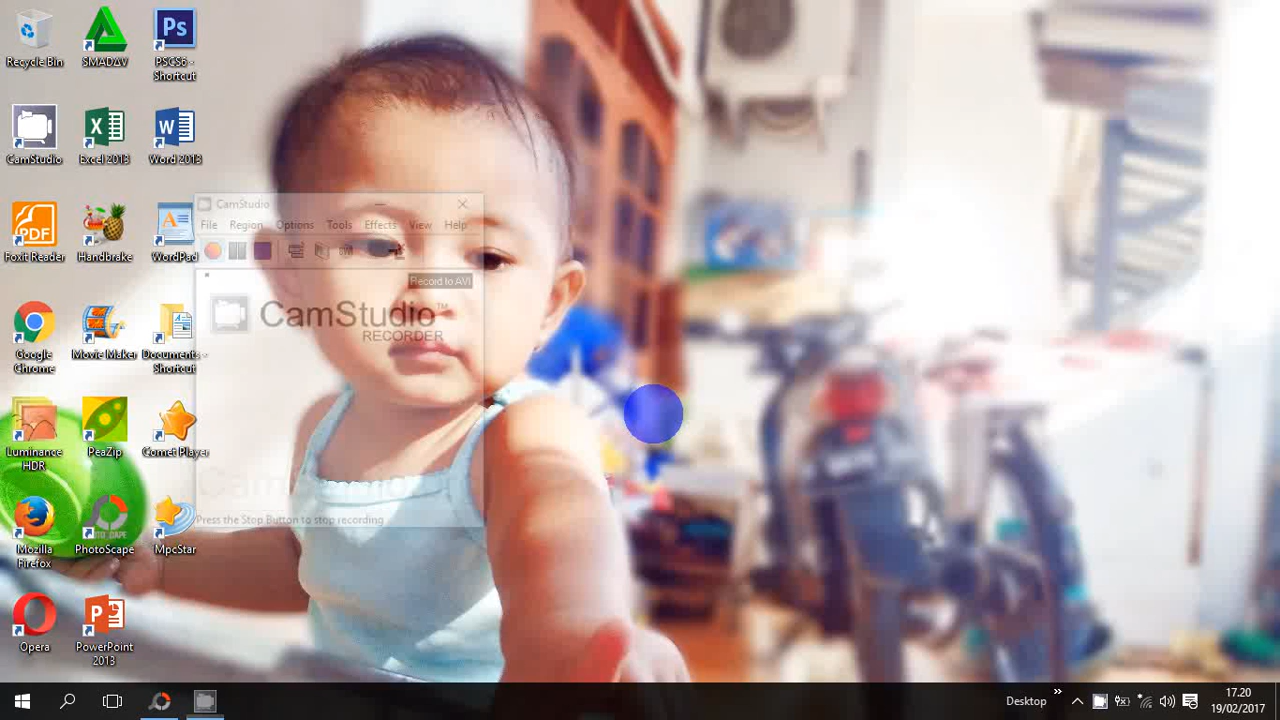 Recycle Bin
SMADΔV
PSCS6 -
Shortcut
CamStudio
Excel 2013
Word 2013
Foxit Reader
Handbrake
WordPad
Google
Chrome
Movie Maker
Documents -
Shortcut
Luminance
HDR
PeaZip
Comet Player
Mozilla
Firefox
PhotoScape
MpcStar
Opera
PowerPoint
2013
CamStudio
File Region Options Tools Effects View Help
Record to AVI
CamStudio™
RECORDER
Press the Stop Button to stop recording
Desktop
17.20
19/02/2017